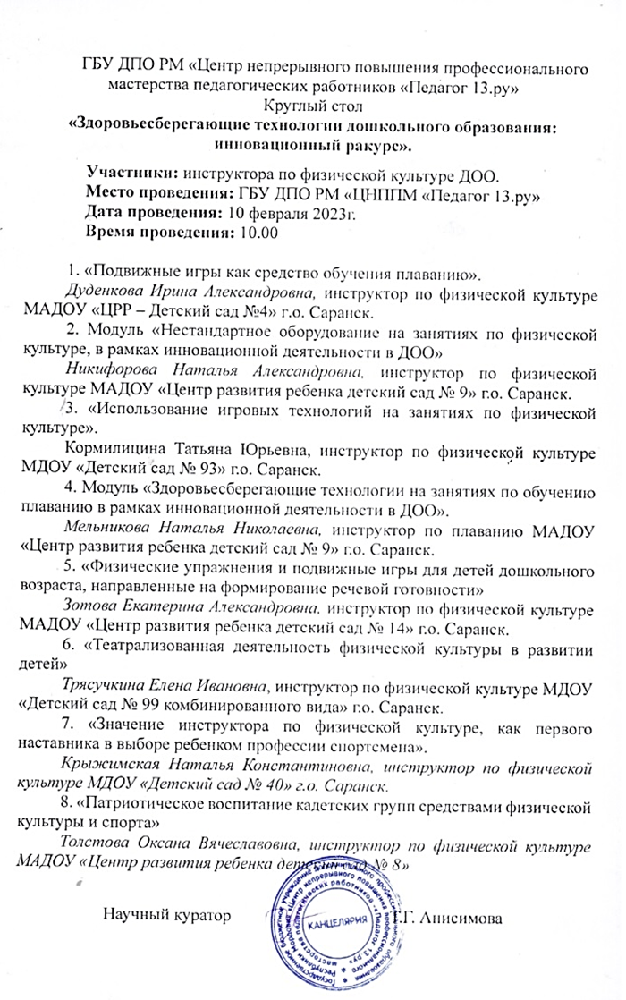 ГБУ ДПО РМ «Центр непрерывного повышения профессионального
мастерства педагогических работников «Педагог 13.ру»
Круглый стол
«Здоровьесберегающие технологии дошкольного образования:
инновационный ракурс».
Участники: инструктора по физической культуре ДОО.
Место проведения: ГБУ ДПО РМ «ЦНППМ «Педагог 13.ру»
Дата проведения: 10 февраля 2023г.
Время проведения: 10.00
1. «Подвижные игры как средство обучения плаванию».
Дуденкова Ирина Александровна, инструктор по физической культуре
МАДОУ «ЦРР – Детский сад №4» г.о. Саранск.
2. Модуль «Нестандартное оборудование на занятиях по физической
культуре, в рамках инновационной деятельности в ДОО»
Никифорова Наталья Александровна, инструктор по физической
культуре МАДОУ «Центр развития ребенка детский сад № 9» г.о. Саранск.
3. «Использование игровых технологий на занятиях по физической
культуре».
Кормилицина Татьяна Юрьевна, инструктор по физической культуре
МДОУ «Детский сад № 93» г.о. Саранск.
4. Модуль «Здоровьесберегающие технологии на занятиях по обучению
плаванию в рамках инновационной деятельности в ДОО».
Мельникова Наталья Николаевна, инструктор по плаванию МАДОУ
«Центр развития ребенка детский сад № 9» г.о. Саранск.
5. «Физические упражнения и подвижные игры для детей дошкольного
возраста, направленные на формирование речевой готовности»
Зотова Екатерина Александровна, инструктор по физической культуре
МАДОУ «Центр развития ребенка детский сад № 14» г.о. Саранск.
6. «Театрализованная деятельность физической культуры в развитии
детей»
Трясучкина Елена Ивановна, инструктор по физической культуре МДОУ
«Детский сад № 99 комбинированного вида» г.о. Саранск.
7. «Значение инструктора по физической культуре, как первого
наставника в выборе ребенком профессии спортсмена».
Крыжимская Наталья Константиновна, инструктор по физической
культуре МДОУ «Детский сад № 40» г.о. Саранск.
8. «Патриотическое воспитание кадетских групп средствами физической
культуры и спорта»
Толстова Оксана Вячеславовна, инструктор по физической культуре
МАДОУ «Центр развития ребенка детский сад № 8»
Научный куратор Т.Г. Анисимова
КАНЦЕЛЯРИЯ